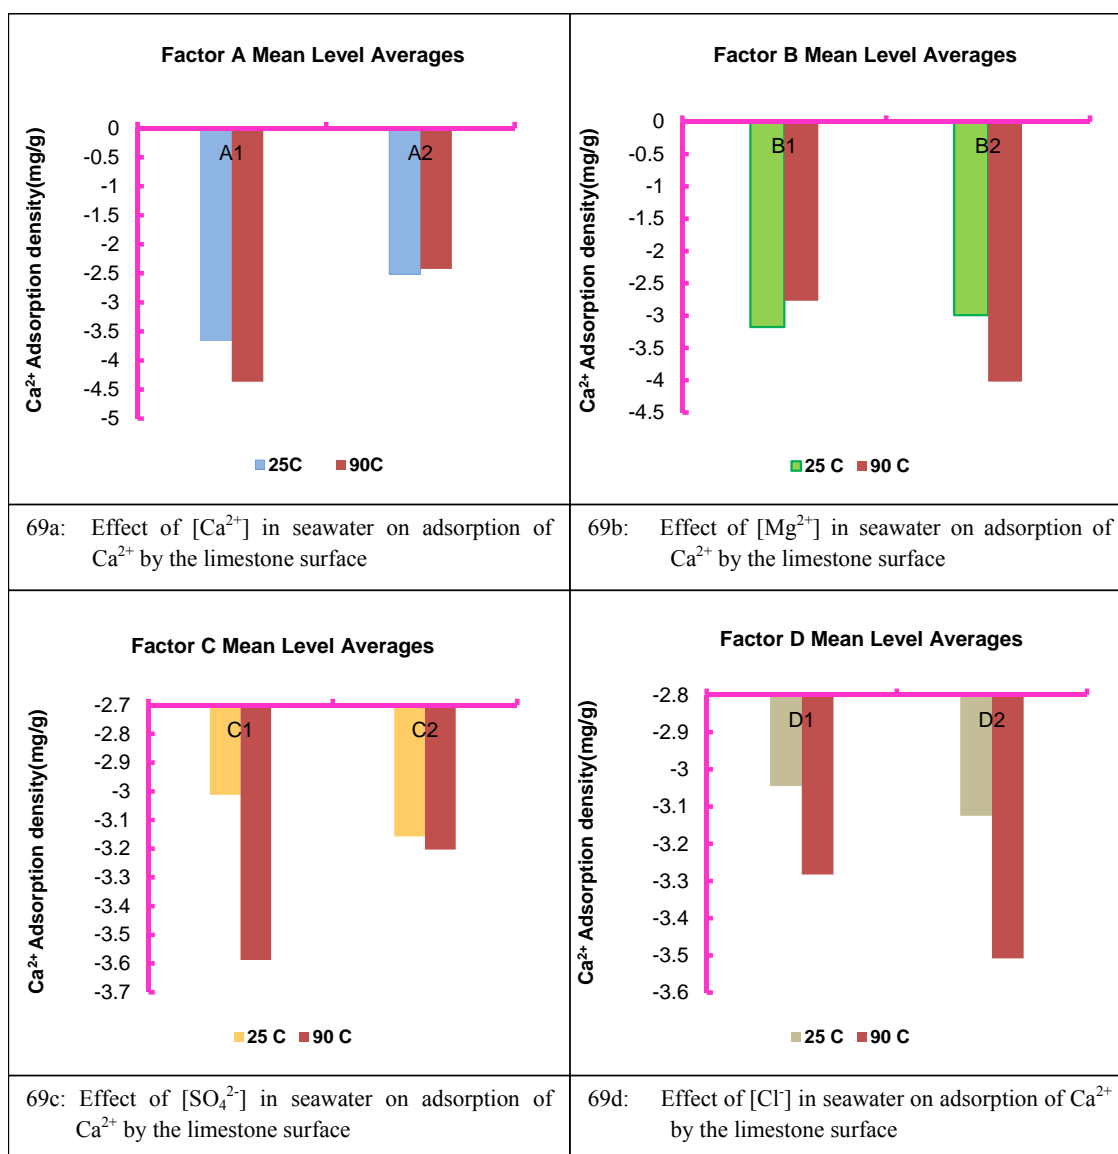 Factor A Mean Level Averages
Ca²⁺ Adsorption density(mg/g)
0
-0.5
-1
-1.5
-2
-2.5
-3
-3.5
-4
-4.5
-5
A1 A2
25C 90C
69a: Effect of [Ca²⁺] in seawater on adsorption of
Ca²⁺ by the limestone surface
Factor B Mean Level Averages
Ca²⁺ Adsorption density(mg/g)
0
-0.5
-1
-1.5
-2
-2.5
-3
-3.5
-4
-4.5
B1 B2
25 C 90 C
69b: Effect of [Mg²⁺] in seawater on adsorption of
Ca²⁺ by the limestone surface
Factor C Mean Level Averages
Ca²⁺ Adsorption density(mg/g)
-2.7
-2.8
-2.9
-3
-3.1
-3.2
-3.3
-3.4
-3.5
-3.6
-3.7
C1 C2
25 C 90 C
69c: Effect of [SO₄²⁻] in seawater on adsorption of
Ca²⁺ by the limestone surface
Factor D Mean Level Averages
Ca²⁺ Adsorption density(mg/g)
-2.8
-2.9
-3
-3.1
-3.2
-3.3
-3.4
-3.5
-3.6
D1 D2
25 C 90 C
69d: Effect of [Cl⁻] in seawater on adsorption of Ca²⁺
by the limestone surface